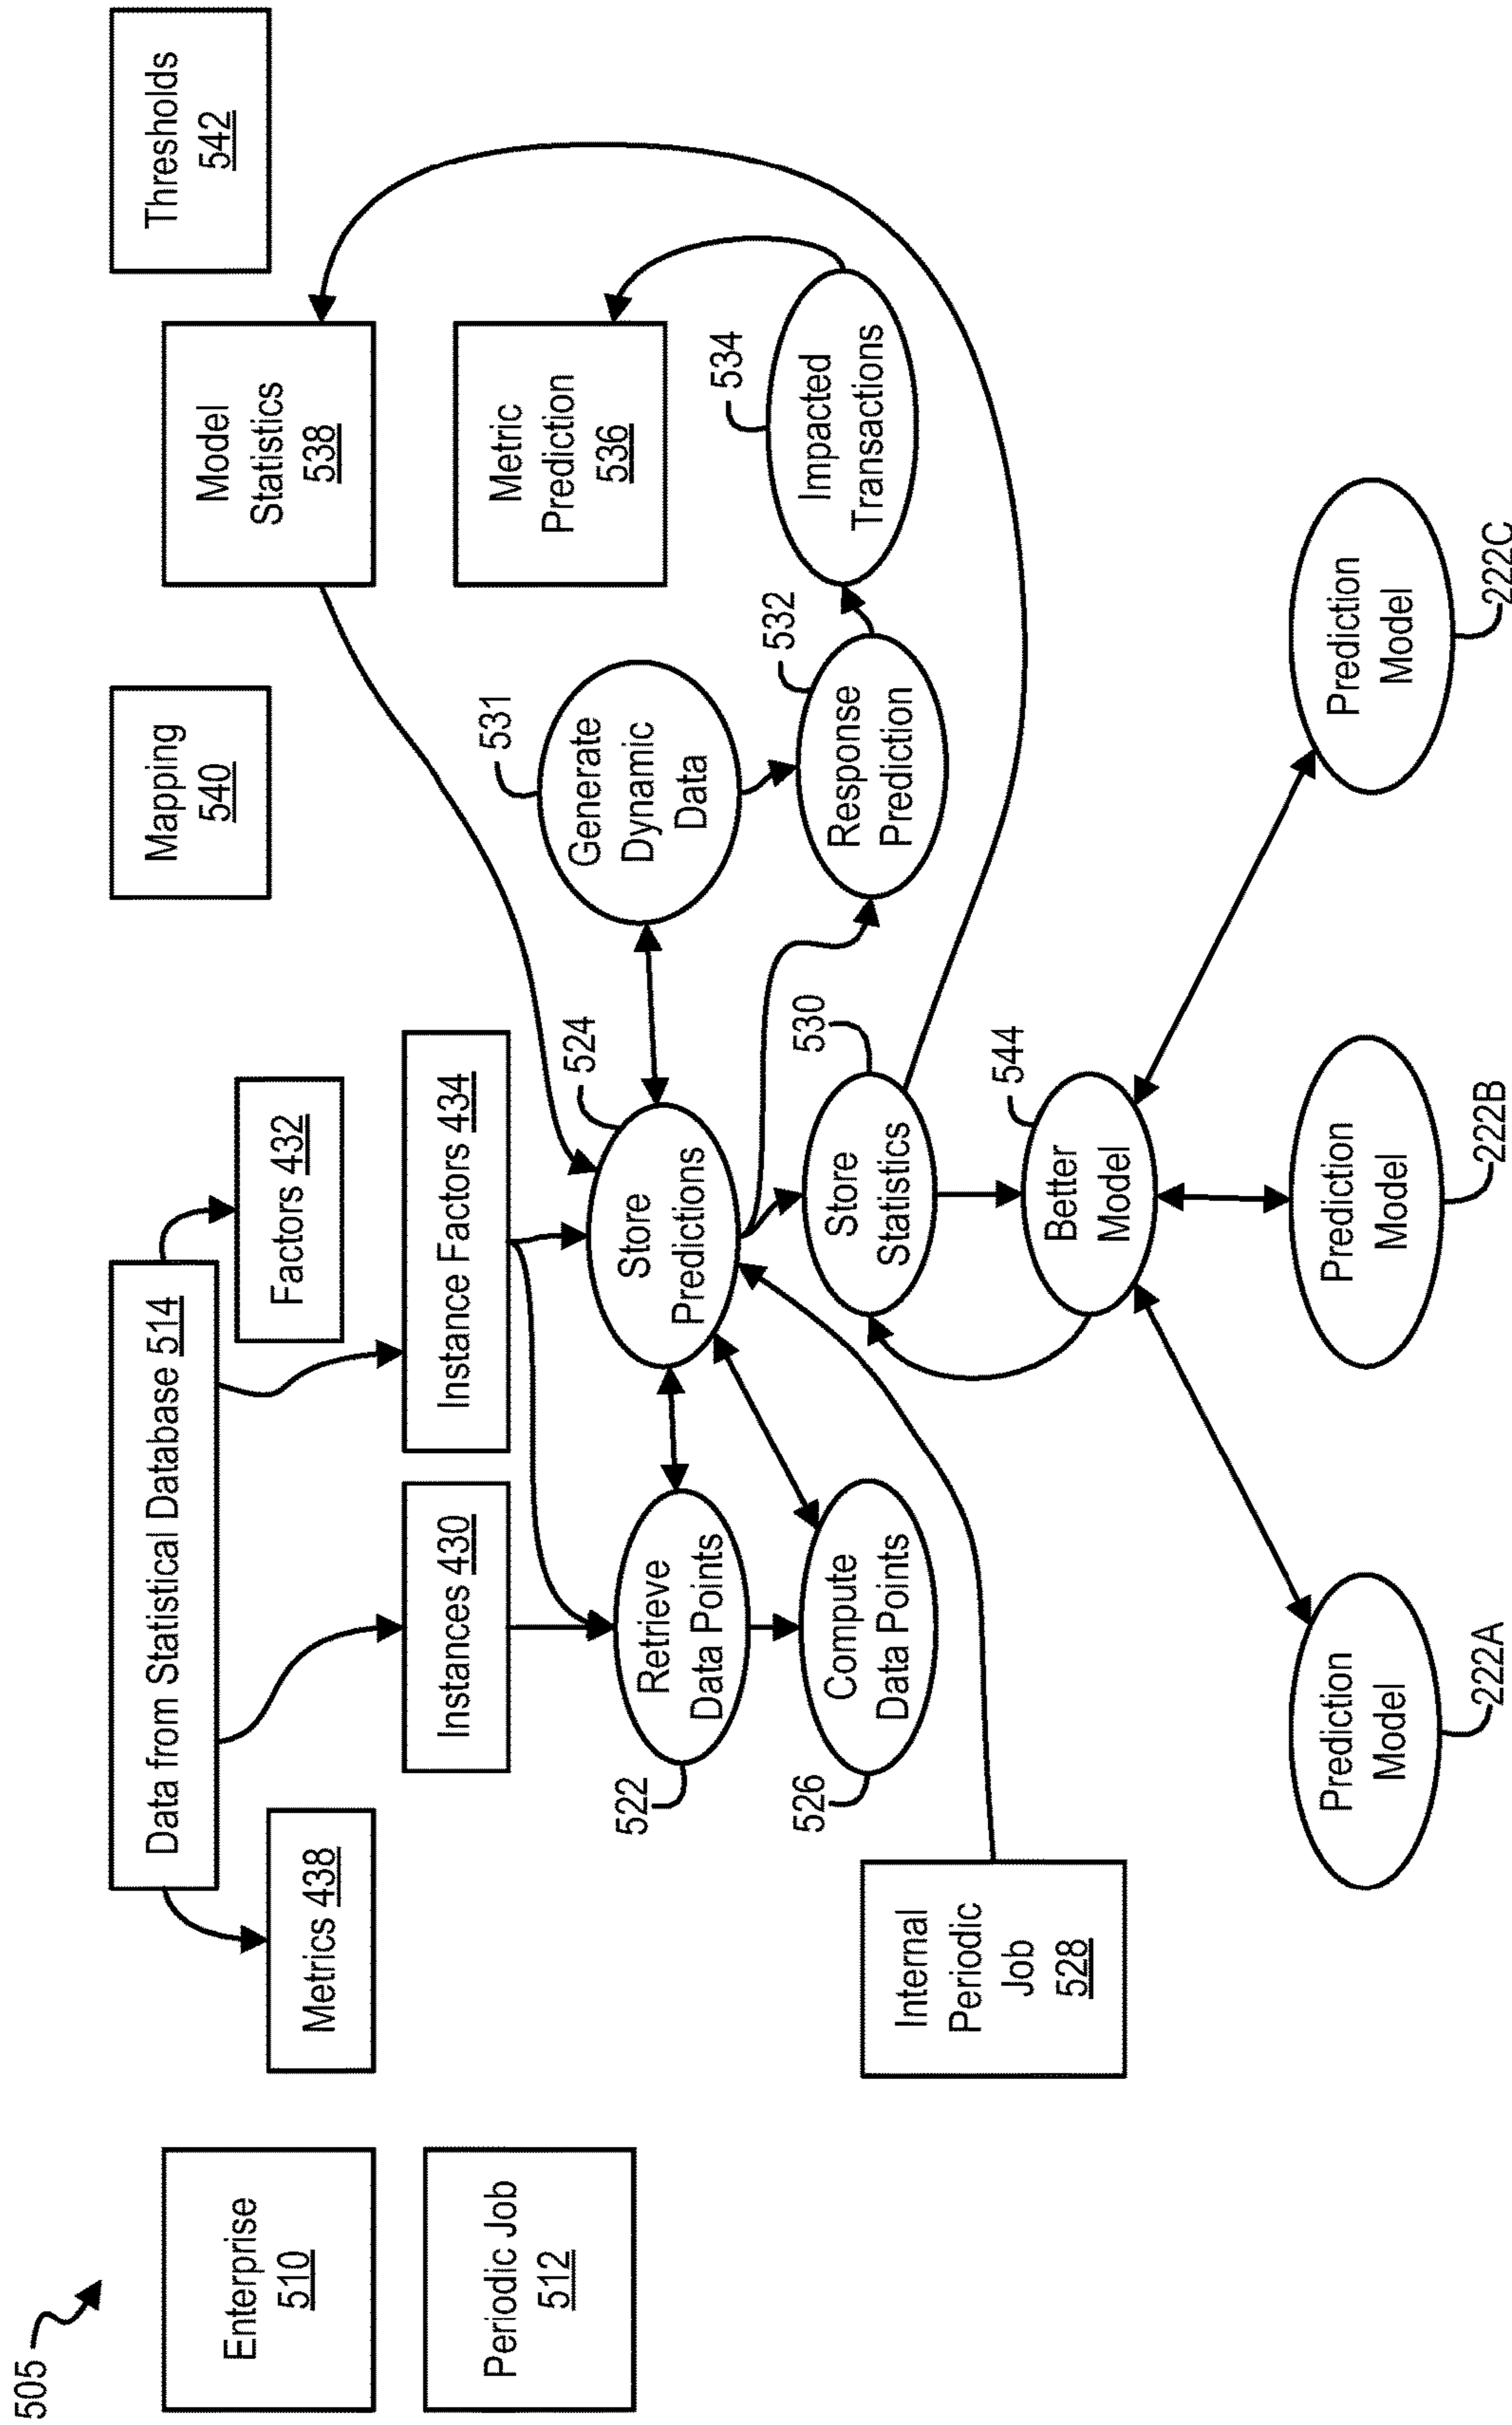 505
Enterprise
510
Periodic Job
512
Data from Statistical Database 514
Metrics 438
Factors 432
Instances 430
Instance Factors 434
Mapping
540
Thresholds
542
Model
Statistics
538
Metric
Prediction
536
522
Retrieve
Data Points
524
Store
Predictions
531
Generate
Dynamic
Data
526
Compute
Data Points
530
Store
Statistics
532
Response
Prediction
534
Impacted
Transactions
Internal
Periodic
Job
528
544
Better
Model
Prediction
Model
222A
Prediction
Model
222B
Prediction
Model
222C